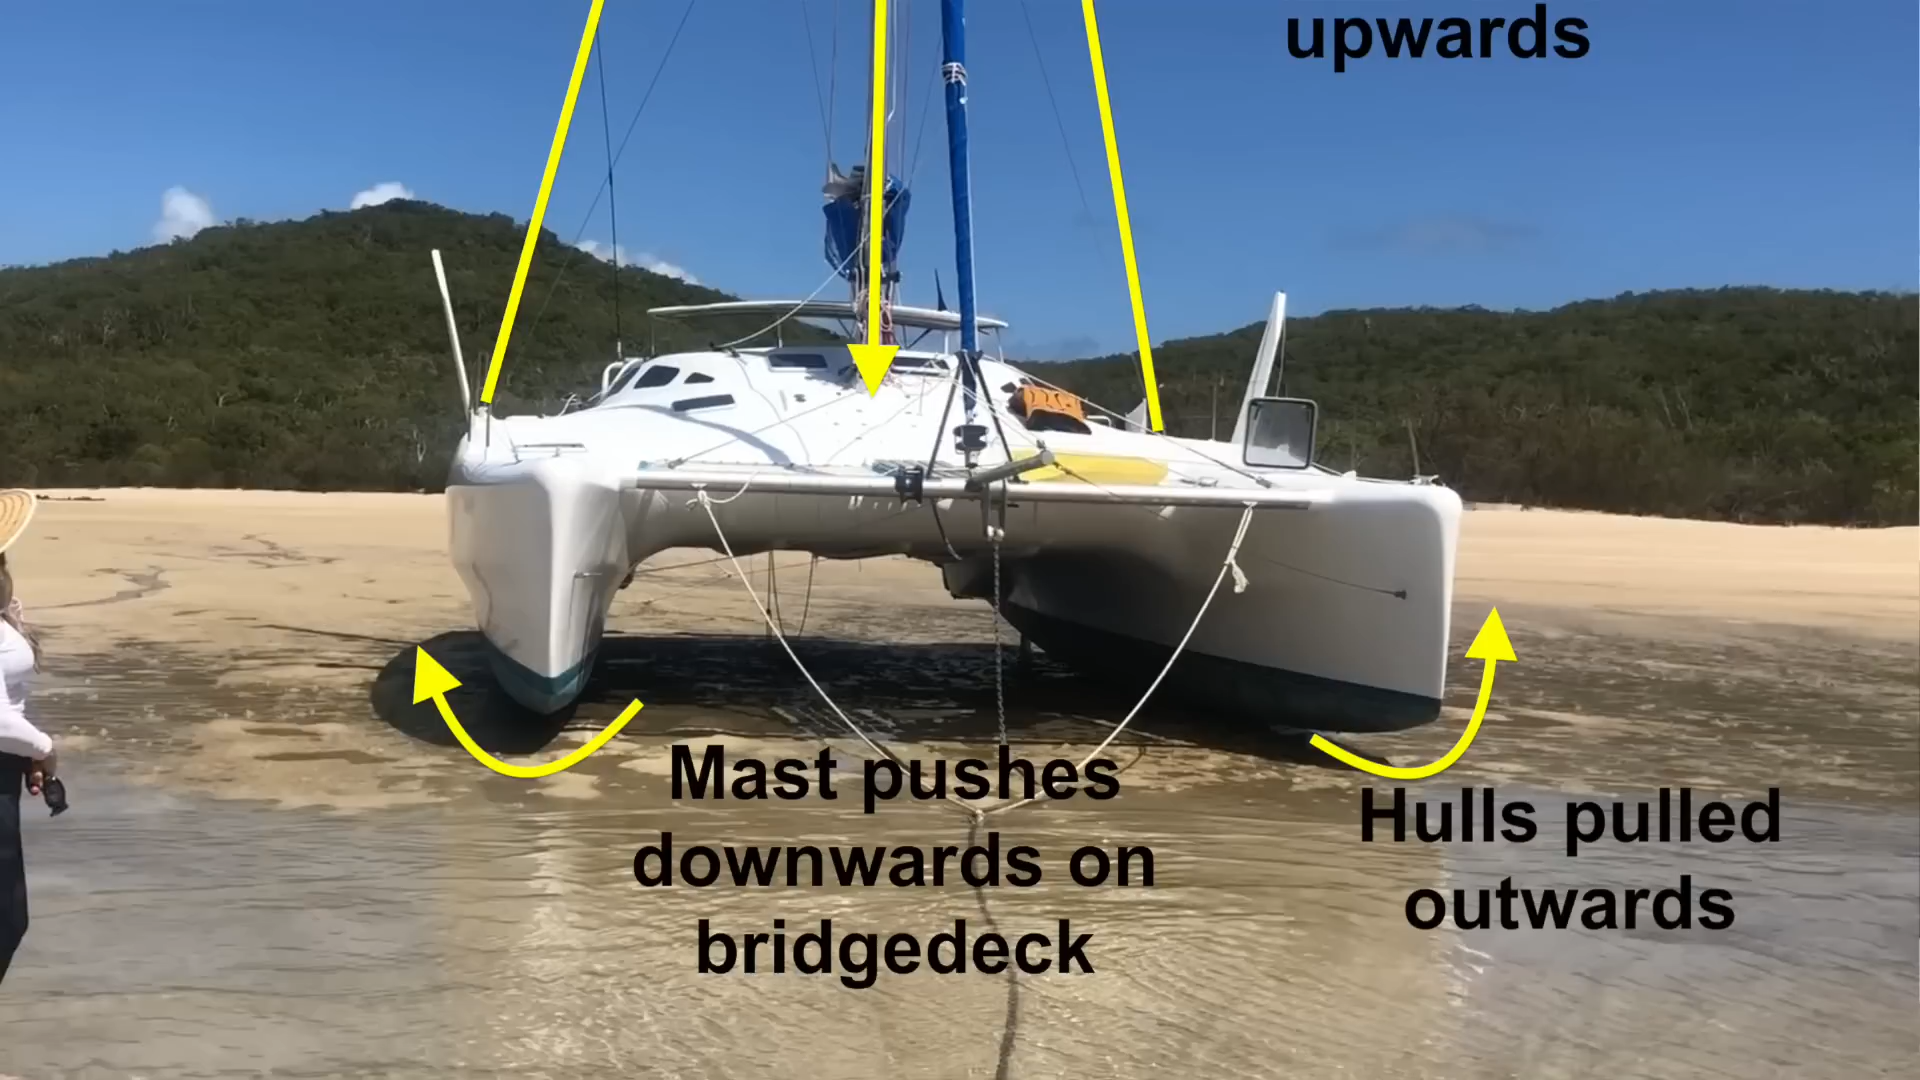 upwards
Mast pushes
downwards on
bridgedeck
Hulls pulled
outwards